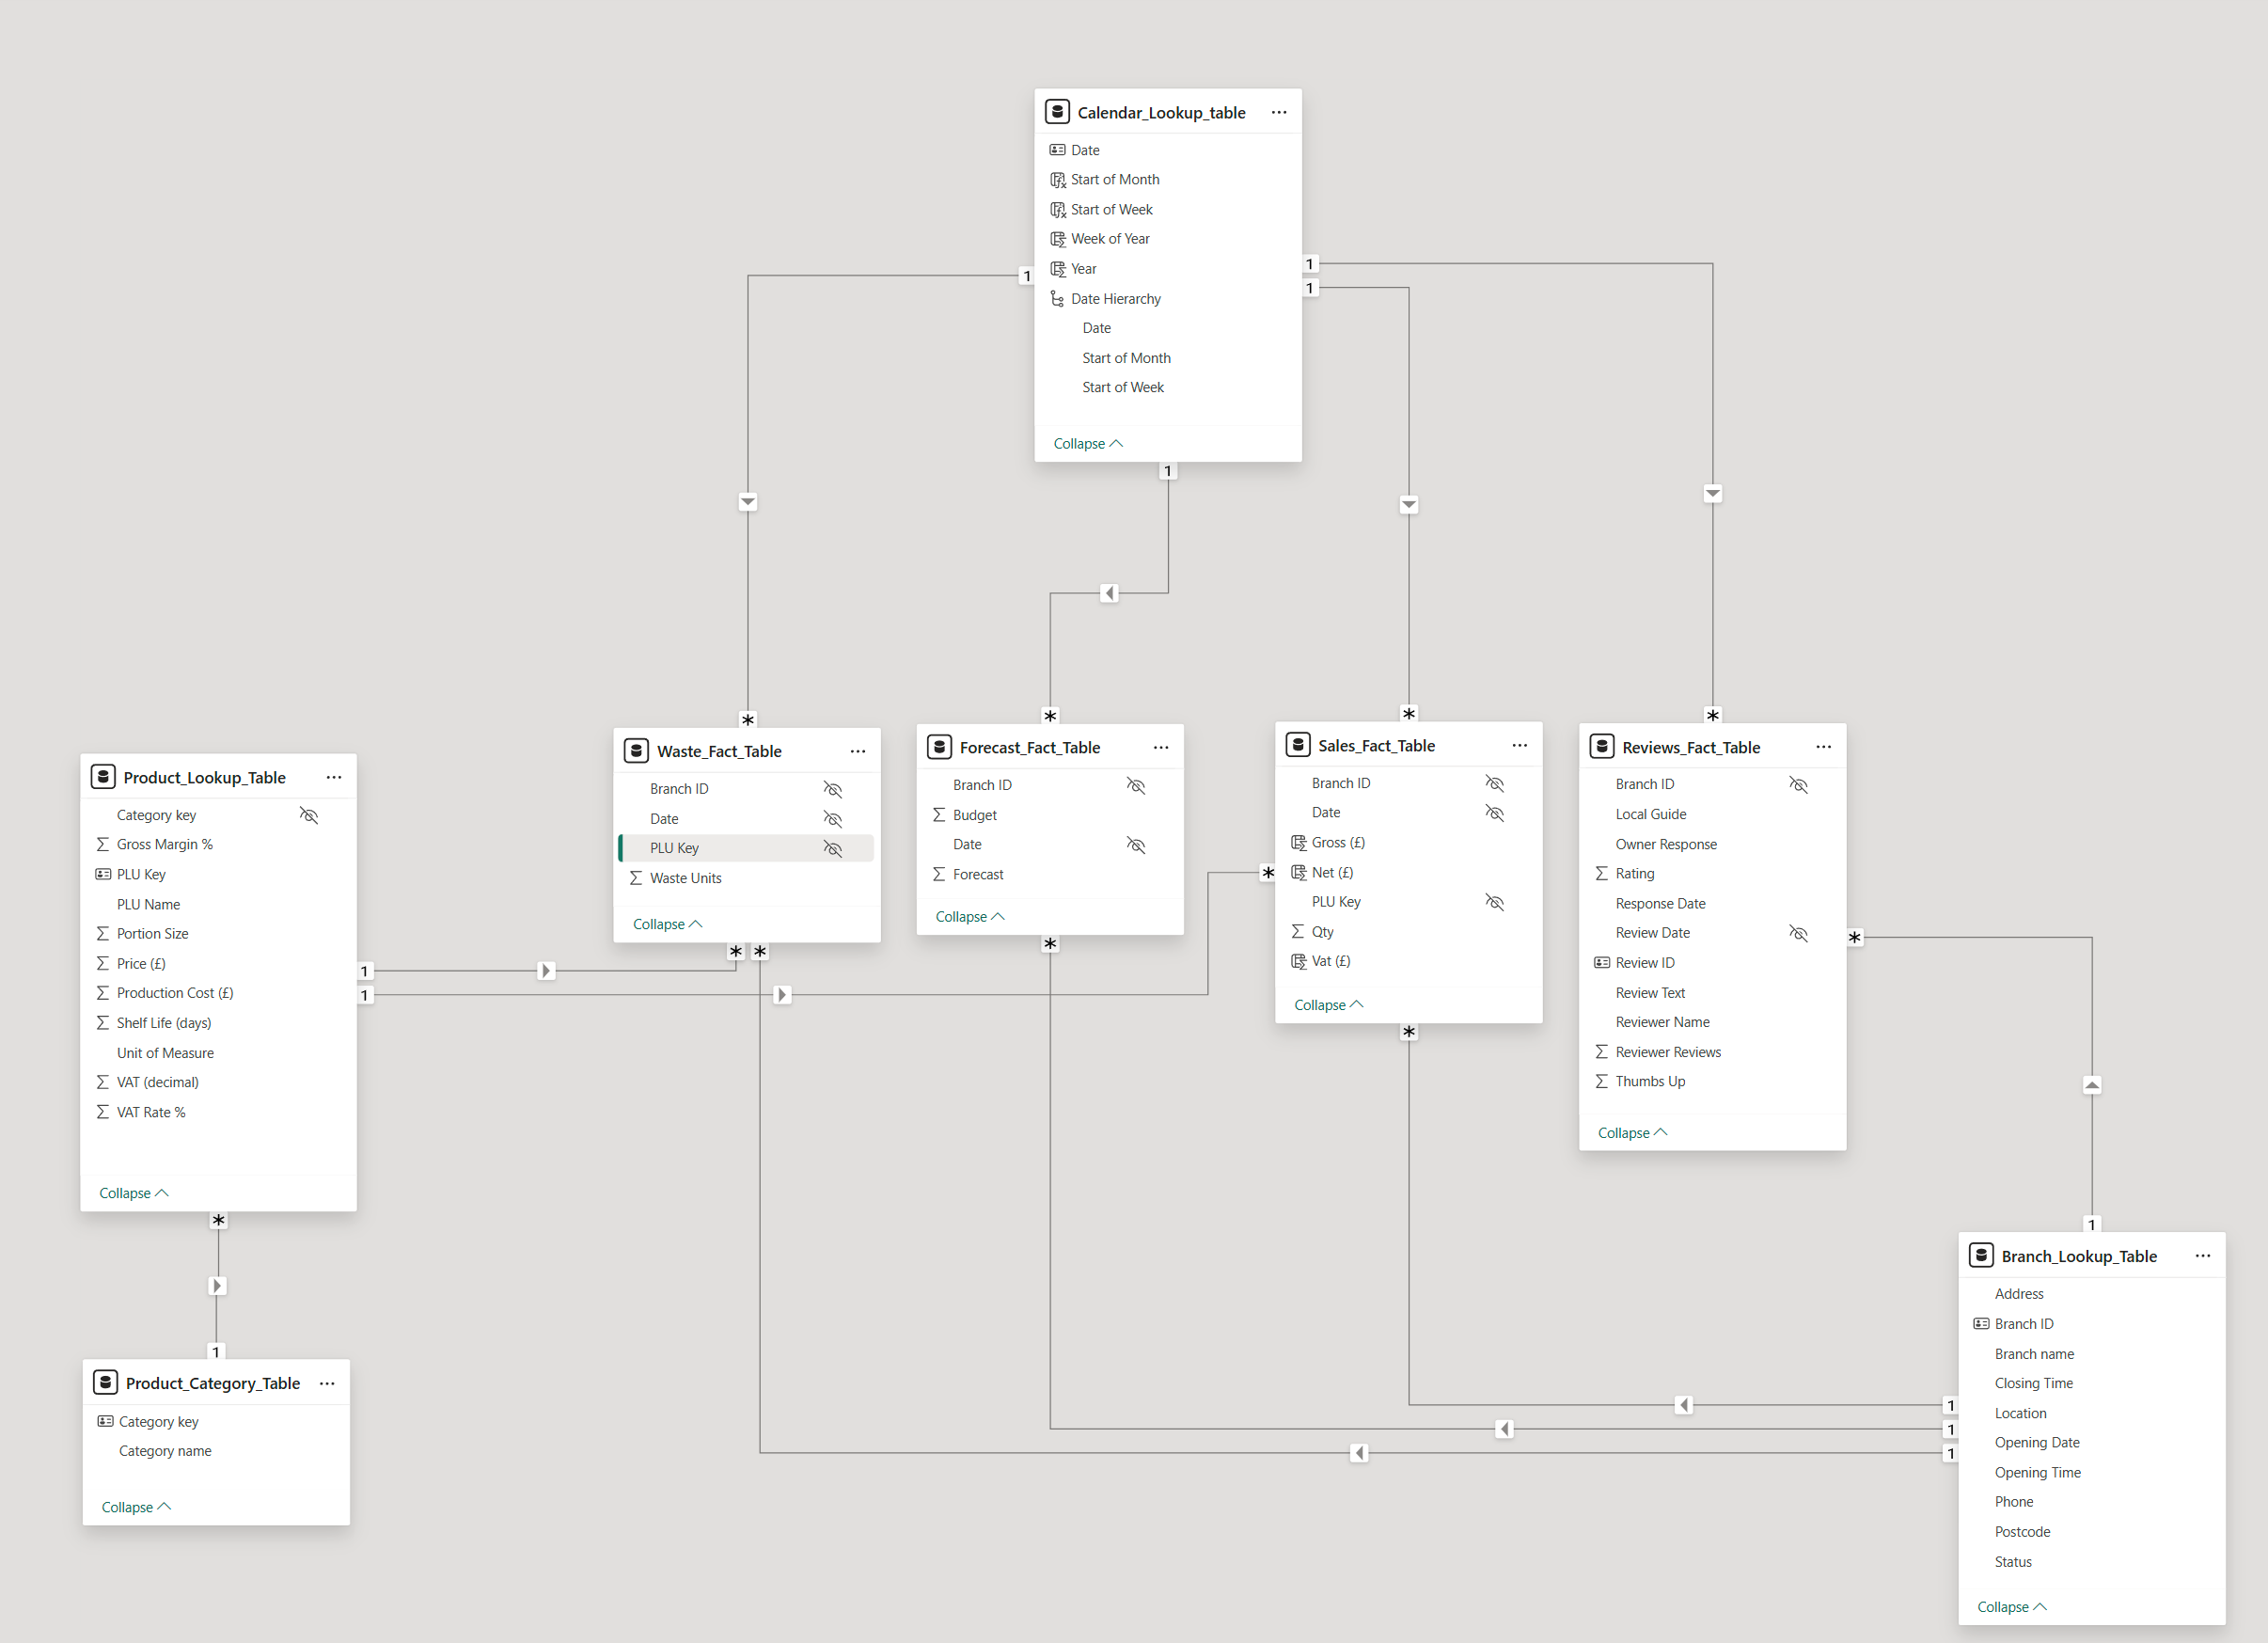 Calendar_Lookup_table
Date
Start of Month
Start of Week
Week of Year
Year
Date Hierarchy
Date
Start of Month
Start of Week
Collapse
1
1
1
1
*
*
*
*
Product_Lookup_Table
Category key
Gross Margin %
PLU Key
PLU Name
Portion Size
Price (£)
Production Cost (£)
Shelf Life (days)
Unit of Measure
VAT (decimal)
VAT Rate %
Collapse
1
1
*
1
Waste_Fact_Table
Branch ID
Date
PLU Key
Waste Units
Collapse
*
*
Forecast_Fact_Table
Branch ID
Budget
Date
Forecast
Collapse
*
Sales_Fact_Table
Branch ID
Date
Gross (£)
Net (£)
PLU Key
Qty
Vat (£)
Collapse
*
*
Reviews_Fact_Table
Branch ID
Local Guide
Owner Response
Rating
Response Date
Review Date
Review ID
Review Text
Reviewer Name
Reviewer Reviews
Thumbs Up
Collapse
*
1
Product_Category_Table
Category key
Category name
Collapse
Branch_Lookup_Table
Address
Branch ID
Branch name
Closing Time
Location
Opening Date
Opening Time
Phone
Postcode
Status
Collapse
1
1
1